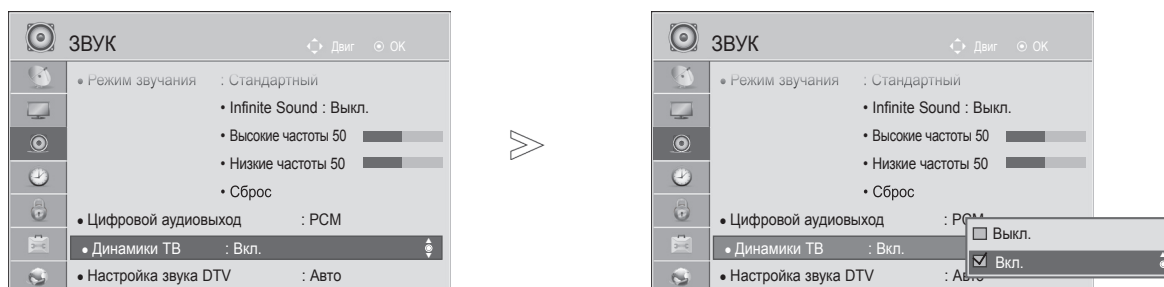 ЗВУК Двиг OK
Режим звучания : Стандартный
• Infinite Sound : Выкл.
• Высокие частоты 50
• Низкие частоты 50
• Сброс
• Цифровой аудиовыход : PCM
• Динамики ТВ : Вкл.
• Настройка звука DTV : Авто
ЗВУК Двиг OK
• Режим звучания : Стандартный
• Infinite Sound : Выкл.
• Высокие частоты 50
• Низкие частоты 50
• Сброс
• Цифровой аудиовыход : PCM
• Динамики ТВ : Вкл.
• Настройка звука DTV : Авто
Выкл.
Вкл.